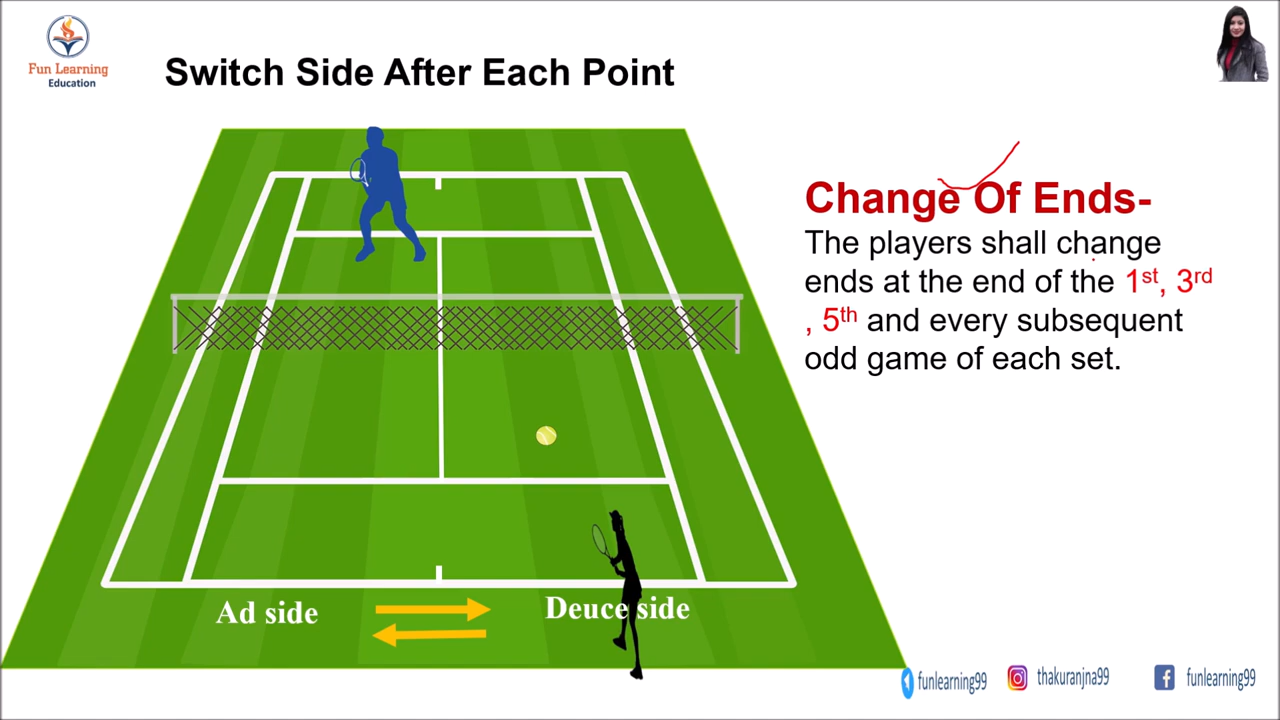 Fun Learning
Education
Switch Side After Each Point
Change Of Ends-
The players shall change
ends at the end of the 1st, 3rd
, 5th and every subsequent
odd game of each set.
Ad side
Deuce side
funlearning99
thakuranjna99
funlearning99